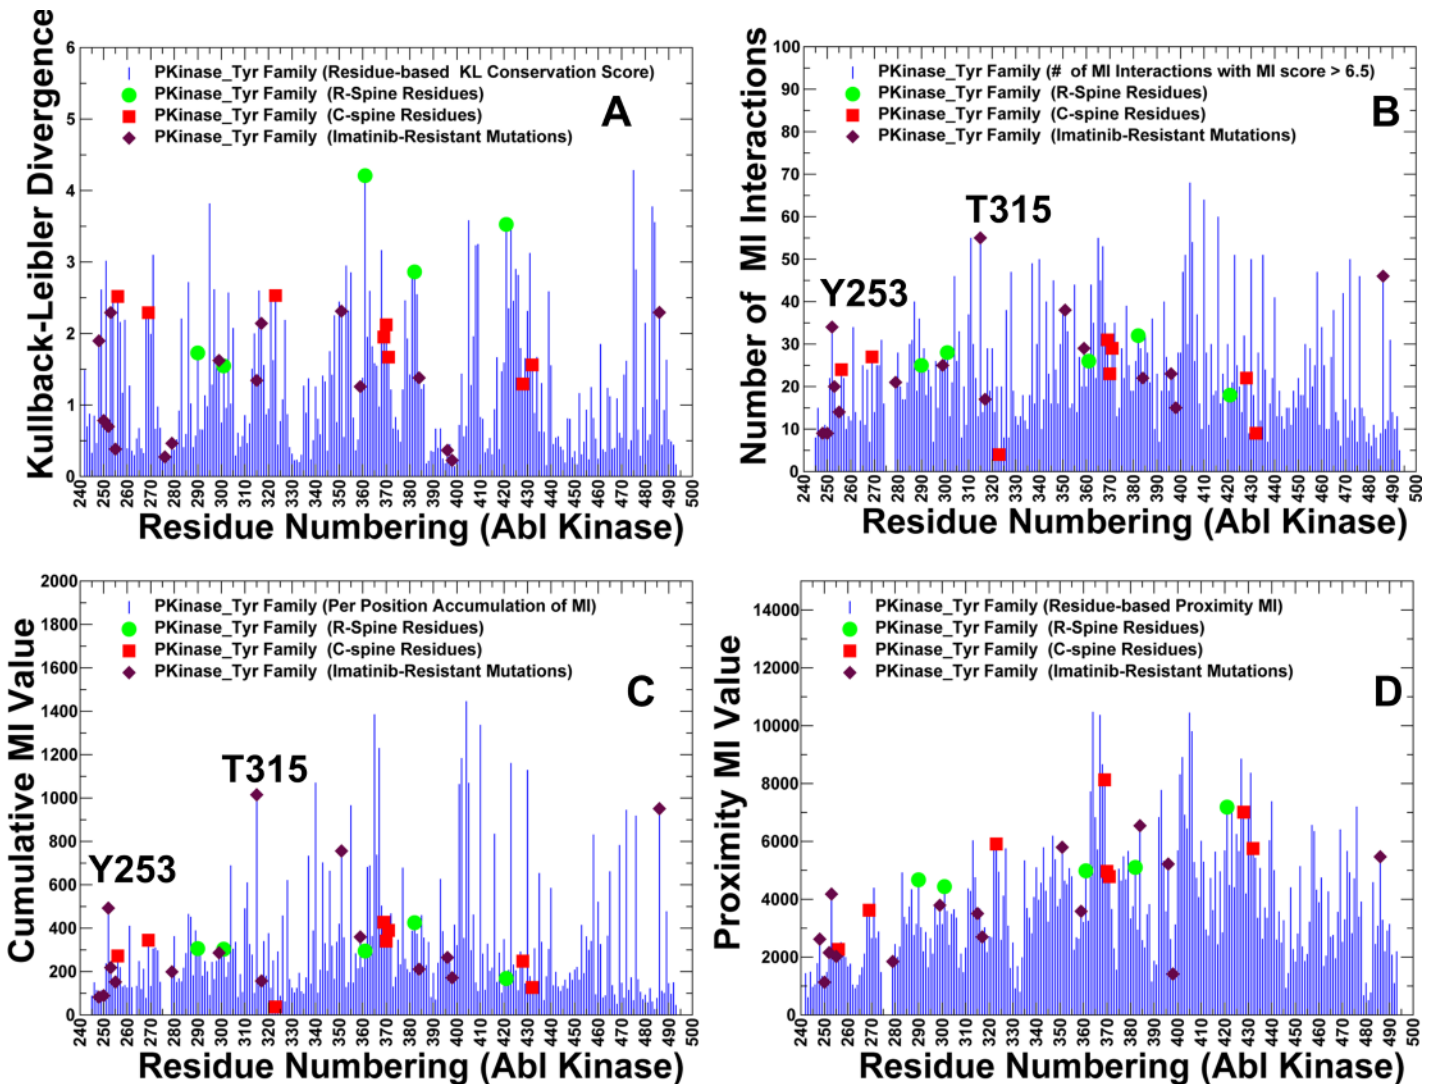 Kullback-Leibler Divergence
6
5
4
3
2
1
0
PKinase_Tyr Family (Residue-based KL Conservation Score)
PKinase_Tyr Family (R-Spine Residues)
PKinase_Tyr Family (C-spine Residues)
PKinase_Tyr Family (Imatinib-Resistant Mutations)
A
240 250 260 270 280 290 300 310 320 330 340 350 360 370 380 390 400 410 420 430 440 450 460 470 480 490 500
Residue Numbering (Abl Kinase)
Number of MI Interactions
100
90
80
70
60
50
40
30
20
10
0
PKinase_Tyr Family (# of MI Interactions with MI score > 6.5)
PKinase_Tyr Family (R-Spine Residues)
PKinase_Tyr Family (C-spine Residues)
PKinase_Tyr Family (Imatinib-Resistant Mutations)
B
T315
Y253
240 250 260 270 280 290 300 310 320 330 340 350 360 370 380 390 400 410 420 430 440 450 460 470 480 490 500
Residue Numbering (Abl Kinase)
Cumulative MI Value
2000
1800
1600
1400
1200
1000
800
600
400
200
0
PKinase_Tyr Family (Per Position Accumulation of MI)
PKinase_Tyr Family (R-Spine Residues)
PKinase_Tyr Family (C-spine Residues)
PKinase_Tyr Family (Imatinib-Resistant Mutations)
C
T315
Y253
240 250 260 270 280 290 300 310 320 330 340 350 360 370 380 390 400 410 420 430 440 450 460 470 480 490 500
Residue Numbering (Abl Kinase)
Proximity MI Value
14000
12000
10000
8000
6000
4000
2000
0
PKinase_Tyr Family (Residue-based Proximity MI)
PKinase_Tyr Family (R-Spine Residues)
PKinase_Tyr Family (C-spine Residues)
PKinase_Tyr Family (Imatinib-Resistant Mutations)
D
240 250 260 270 280 290 300 310 320 330 340 350 360 370 380 390 400 410 420 430 440 450 460 470 480 490 500
Residue Numbering (Abl Kinase)